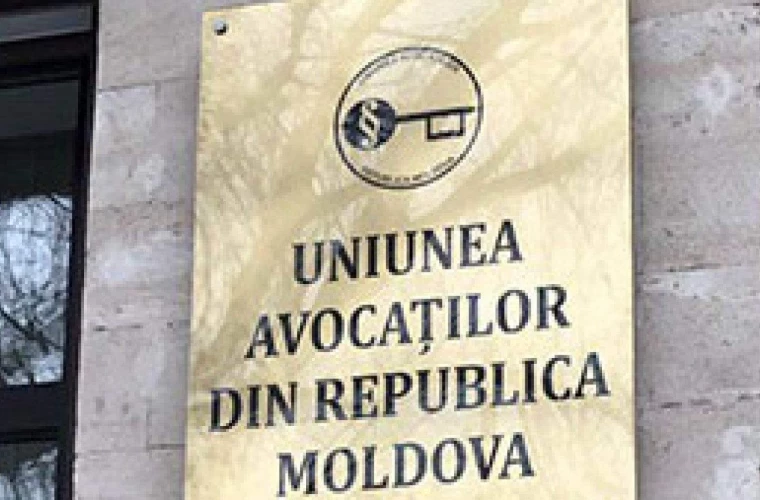 §
UNIUNEA
AVOCAȚILOR
DIN REPUBLICA
MOLDOVA